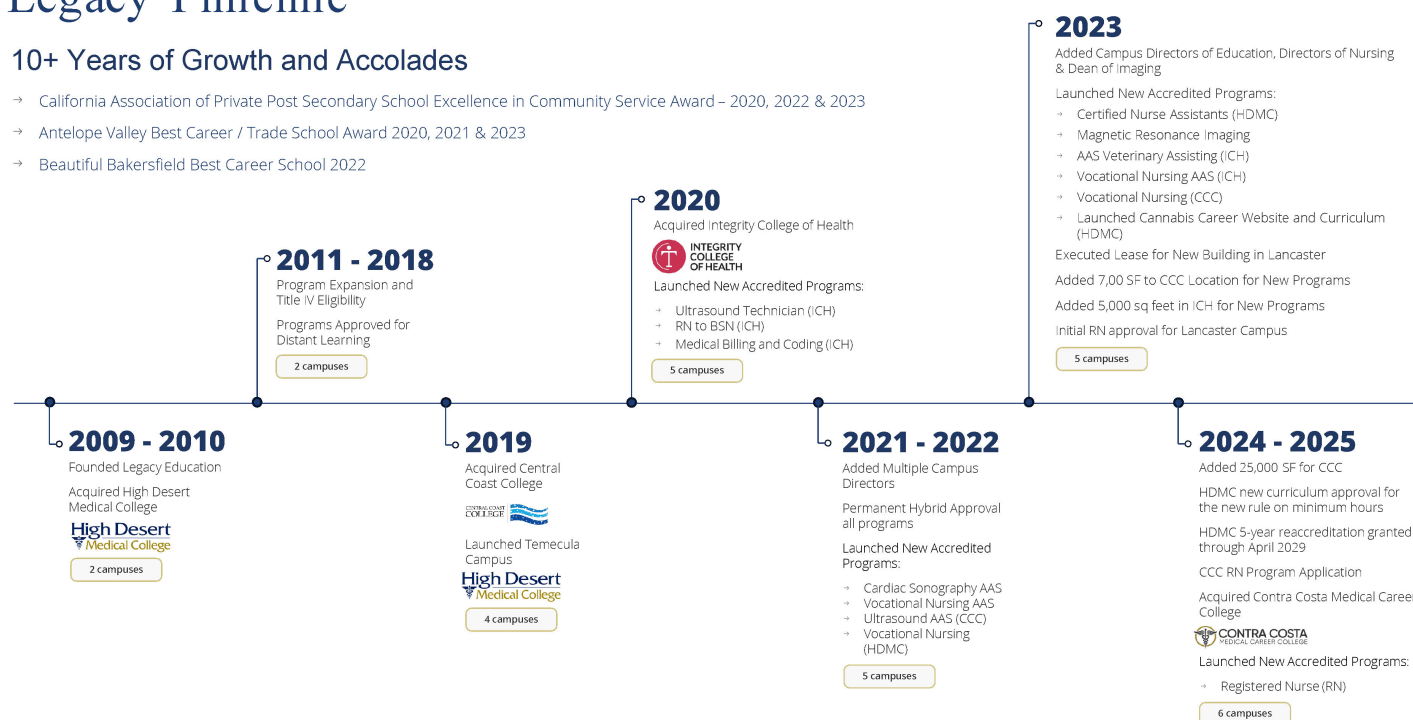 Legacy Timeline
10+ Years of Growth and Accolades
→ California Association of Private Post Secondary School Excellence in Community Service Award – 2020, 2022 & 2023
→ Antelope Valley Best Career / Trade School Award 2020, 2021 & 2023
→ Beautiful Bakersfield Best Career School 2022
2009 - 2010
Founded Legacy Education
Acquired High Desert
Medical College
High Desert
Medical College
2 campuses
2011 - 2018
Program Expansion and
Title IV Eligibility
Programs Approved for
Distant Learning
2 campuses
2019
Acquired Central
Coast College
CENTRAL COAST
COLLEGE
Launched Temecula
Campus
High Desert
Medical College
4 campuses
2020
Acquired Integrity College of Health
INTEGRITY
COLLEGE
OF HEALTH
Launched New Accredited Programs:
→ Ultrasound Technician (ICH)
→ RN to BSN (ICH)
→ Medical Billing and Coding (ICH)
5 campuses
2021 - 2022
Added Multiple Campus
Directors
Permanent Hybrid Approval
all programs
Launched New Accredited
Programs:
→ Cardiac Sonography AAS
→ Vocational Nursing AAS
→ Ultrasound AAS (CCC)
→ Vocational Nursing
(HDMC)
5 campuses
2023
Added Campus Directors of Education, Directors of Nursing
& Dean of Imaging
Launched New Accredited Programs:
→ Certified Nurse Assistants (HDMC)
→ Magnetic Resonance Imaging
→ AAS Veterinary Assisting (ICH)
→ Vocational Nursing AAS (ICH)
→ Vocational Nursing (CCC)
→ Launched Cannabis Career Website and Curriculum
(HDMC)
Executed Lease for New Building in Lancaster
Added 7,00 SF to CCC Location for New Programs
Added 5,000 sq feet in ICH for New Programs
Initial RN approval for Lancaster Campus
5 campuses
2024 - 2025
Added 25,000 SF for CCC
HDMC new curriculum approval for
the new rule on minimum hours
HDMC 5-year reaccreditation granted
through April 2029
CCC RN Program Application
Acquired Contra Costa Medical Career
College
CONTRA COSTA
MEDICAL CAREER COLLEGE
Launched New Accredited Programs:
→ Registered Nurse (RN)
6 campuses